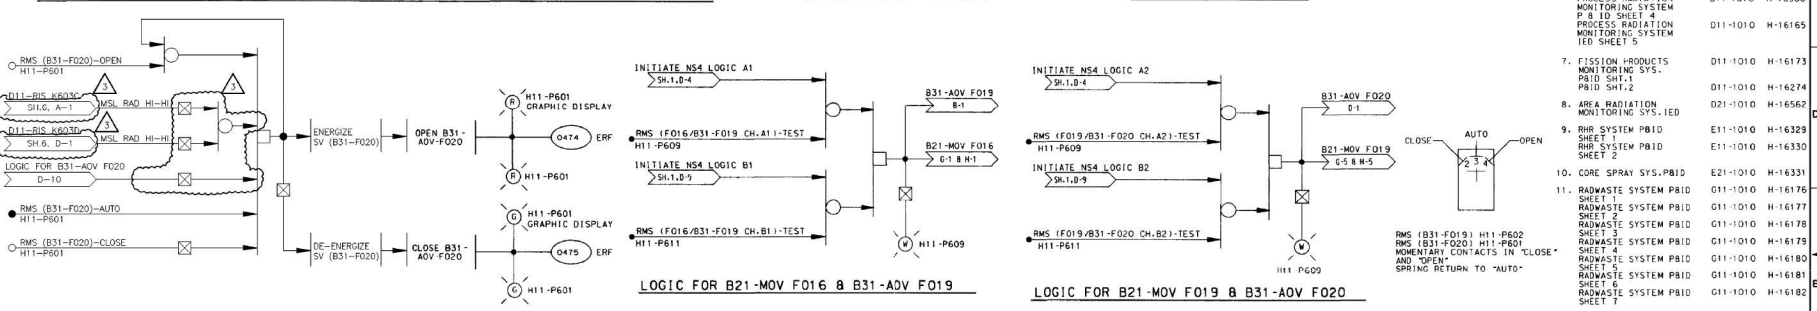 RMS (B31-F020)-OPEN
H11-P601
3
3
D11-RIS K603C
SH.6, A-1
MSL RAD HI-HI
D11-RIS K603D
3
SH.6, D-1
MSL RAD HI-HI
LOGIC FOR B31-AOV F020
D-10
RMS (B31-F020)-AUTO
H11-P601
RMS (B31-F020)-CLOSE
H11-P601
ENERGIZE
SV (B31-F020)
OPEN B31-
AOV-F020
R
H11-P601
GRAPHIC DISPLAY
0474
ERF
R
H11-P601
DE-ENERGIZE
SV (B31-F020)
CLOSE B31-
AOV-F020
G
H11-P601
GRAPHIC DISPLAY
0475
ERF
G
H11-P601
INITIATE NS4 LOGIC A1
SH.1,D-4
RMS (F016/B31-F019 CH.A1)-TEST
H11-P609
INITIATE NS4 LOGIC B1
SH.1,D-9
RMS (F016/B31-F019 CH.B1)-TEST
H11-P611
B31-AOV F019
B-1
B21-MOV F016
G-1 & H-1
W
H11-P609
LOGIC FOR B21-MOV F016 & B31-AOV F019
INITIATE NS4 LOGIC A2
SH.1,D-4
RMS (F019/B31-F020 CH.A2)-TEST
H11-P609
INITIATE NS4 LOGIC B2
SH.1,D-9
RMS (F019/B31-F020 CH.B2)-TEST
H11-P611
B31-AOV F020
D-1
B21-MOV F019
G-5 & H-5
W
H11-P609
LOGIC FOR B21-MOV F019 & B31-AOV F020
AUTO
CLOSE
OPEN
2 3 4
RMS (B31-F019) H11-P602
RMS (B31-F020) H11-P601
MOMENTARY CONTACTS IN "CLOSE"
AND "OPEN"
SPRING RETURN TO "AUTO"
MONITORING SYSTEM
P & ID SHEET 4
PROCESS RADIATION D11-1010 H-16165
MONITORING SYSTEM
IED SHEET 5
7. FISSION PRODUCTS D11-1010 H-16173
MONITORING SYS.
P&ID SHT.1
P&ID SHT.2 D11-1010 H-16274
8. AREA RADIATION D21-1010 H-16562
MONITORING SYS.IED
9. RHR SYSTEM P&ID E11-1010 H-16329
SHEET 1
RHR SYSTEM P&ID E11-1010 H-16330
SHEET 2
10. CORE SPRAY SYS.P&ID E21-1010 H-16331
11. RADWASTE SYSTEM P&ID G11-1010 H-16176
SHEET 1
RADWASTE SYSTEM P&ID G11-1010 H-16177
SHEET 2
RADWASTE SYSTEM P&ID G11-1010 H-16178
SHEET 3
RADWASTE SYSTEM P&ID G11-1010 H-16179
SHEET 4
RADWASTE SYSTEM P&ID G11-1010 H-16180
SHEET 5
RADWASTE SYSTEM P&ID G11-1010 H-16181
SHEET 6
RADWASTE SYSTEM P&ID G11-1010 H-16182
SHEET 7